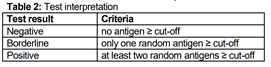 Table 2: Test interpretation
Test result Criteria
Negative no antigen ≥ cut-off
Borderline only one random antigen ≥ cut-off
Positive at least two random antigens ≥ cut-off